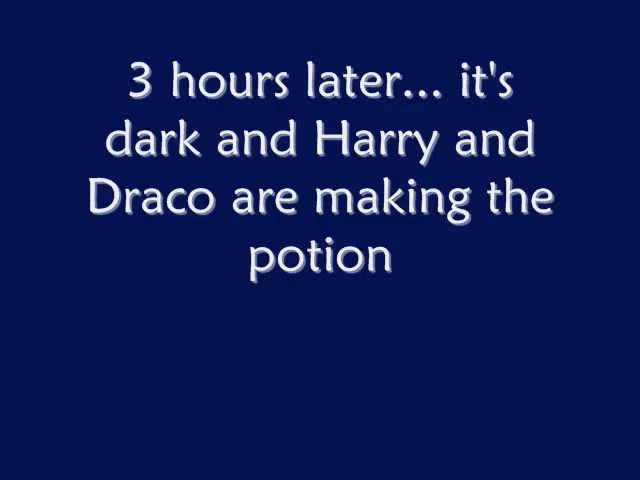 3 hours later... it's
dark and Harry and
Draco are making the
potion